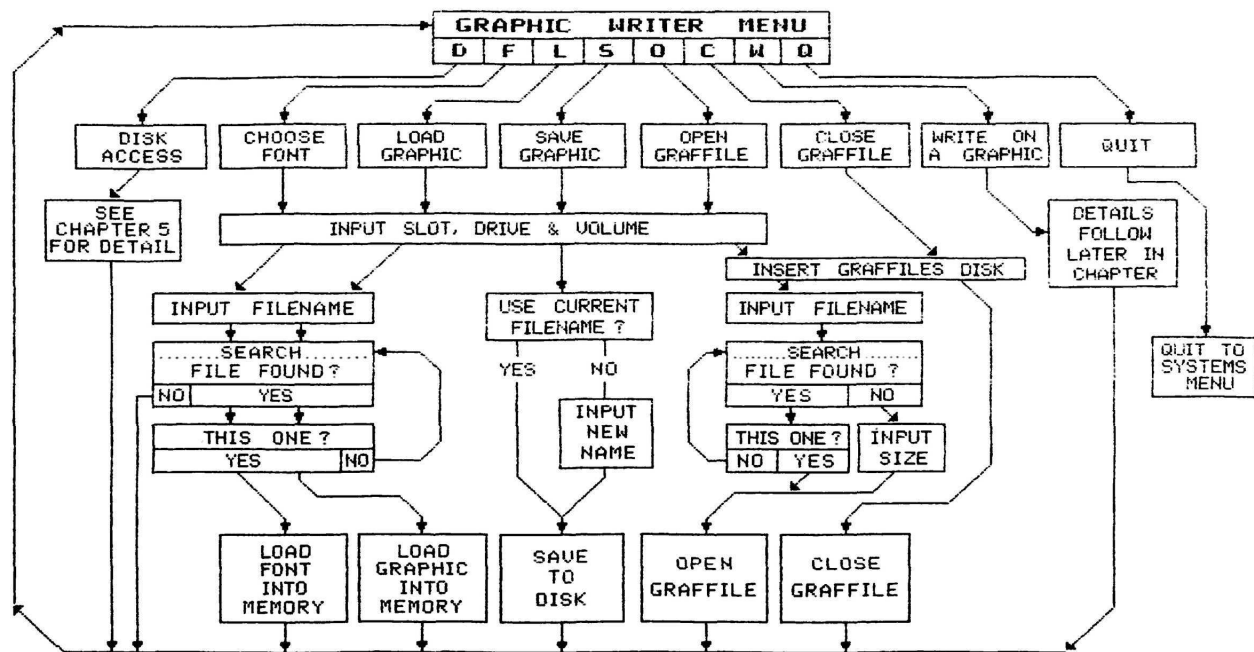 GRAPHIC WRITER MENU
D F L S O C W Q
DISK
ACCESS
CHOOSE
FONT
LOAD
GRAPHIC
SAVE
GRAPHIC
OPEN
GRAFFILE
CLOSE
GRAFFILE
WRITE ON
A GRAPHIC
QUIT
SEE
CHAPTER 5
FOR DETAIL
INPUT SLOT, DRIVE & VOLUME
DETAILS
FOLLOW
LATER IN
CHAPTER
INSERT GRAFFILES DISK
INPUT FILENAME
USE CURRENT
FILENAME ?
INPUT FILENAME
QUIT TO
SYSTEMS
MENU
........SEARCH........
FILE FOUND ?
NO YES
YES NO
........SEARCH........
FILE FOUND ?
YES NO
THIS ONE ?
YES NO
INPUT
NEW
NAME
THIS ONE ?
NO YES
INPUT
SIZE
LOAD
FONT
INTO
MEMORY
LOAD
GRAPHIC
INTO
MEMORY
SAVE
TO
DISK
OPEN
GRAFFILE
CLOSE
GRAFFILE